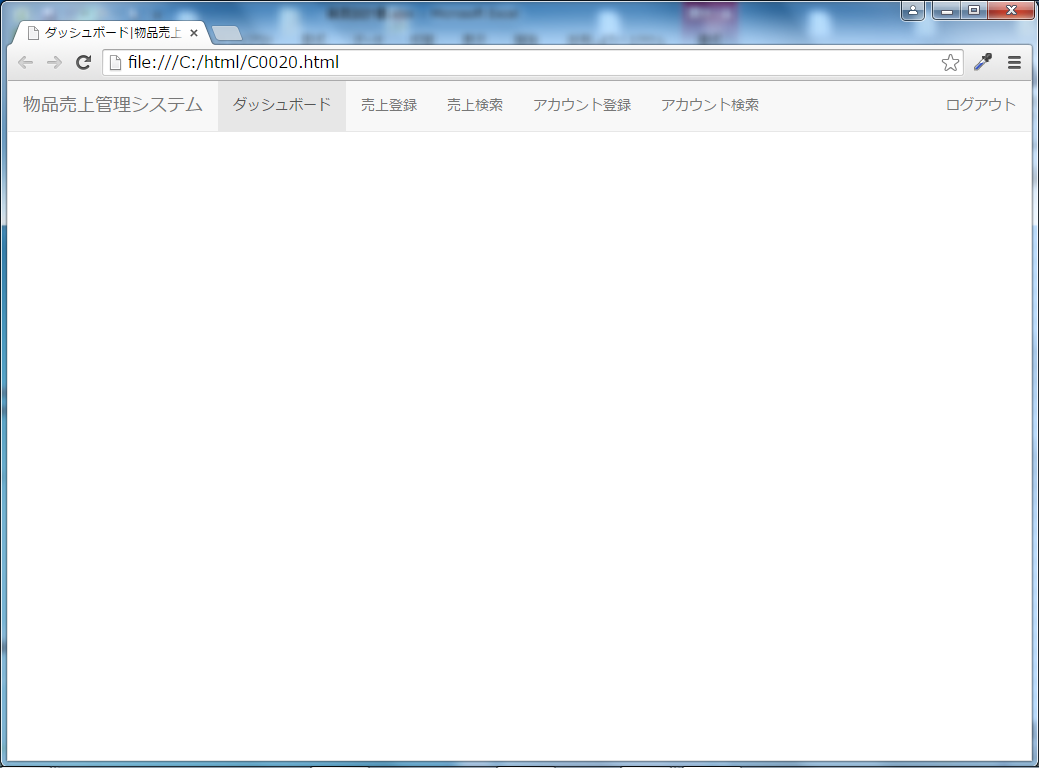 ダッシュボード|物品売上
file:///C:/html/C0020.html
物品売上管理システム ダッシュボード 売上登録 売上検索 アカウント登録 アカウント検索 ログアウト